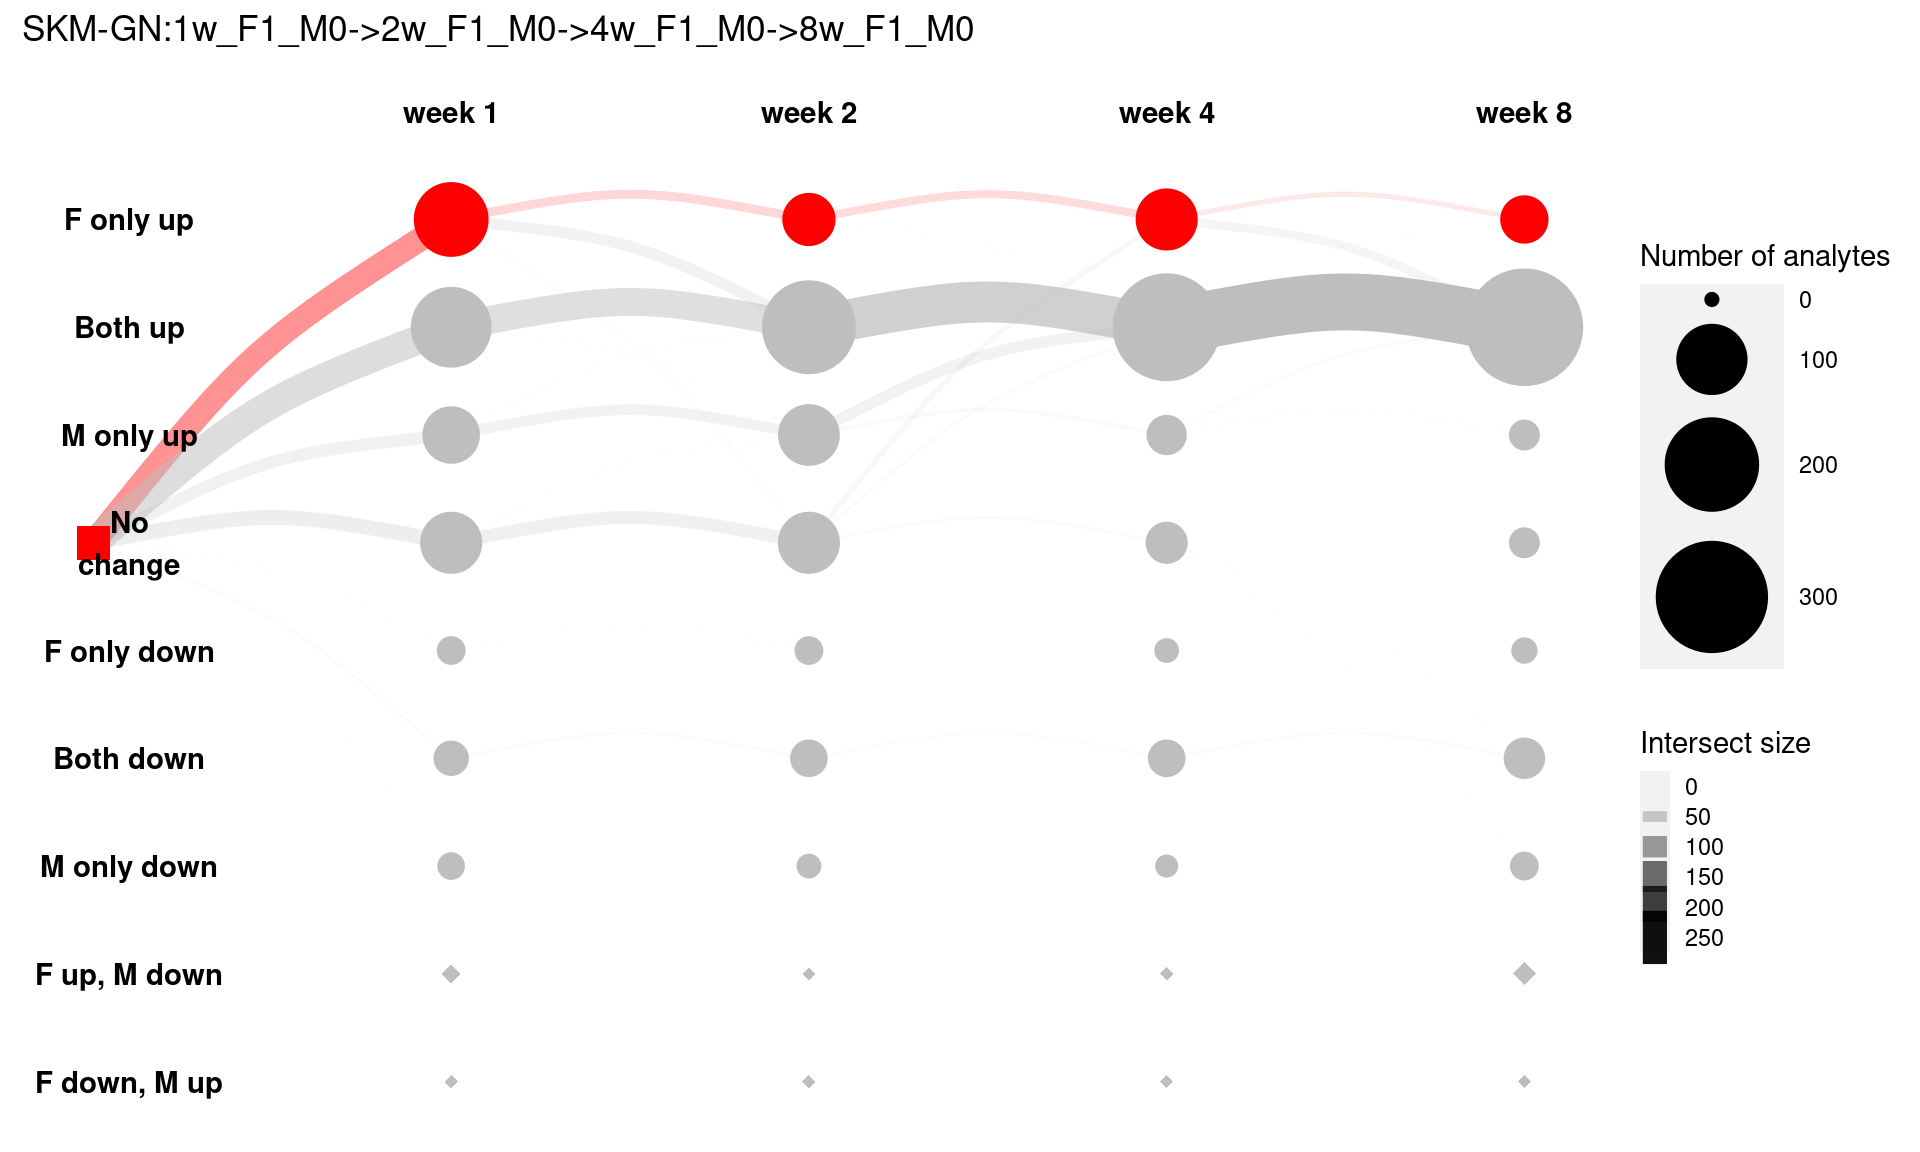 SKM-GN:1w_F1_M0->2w_F1_M0->4w_F1_M0->8w_F1_M0
week 1
week 2
week 4
week 8
F only up
Both up
M only up
No
change
F only down
Both down
M only down
F up, M down
F down, M up
Number of analytes
0
100
200
300
Intersect size
0
50
100
150
200
250